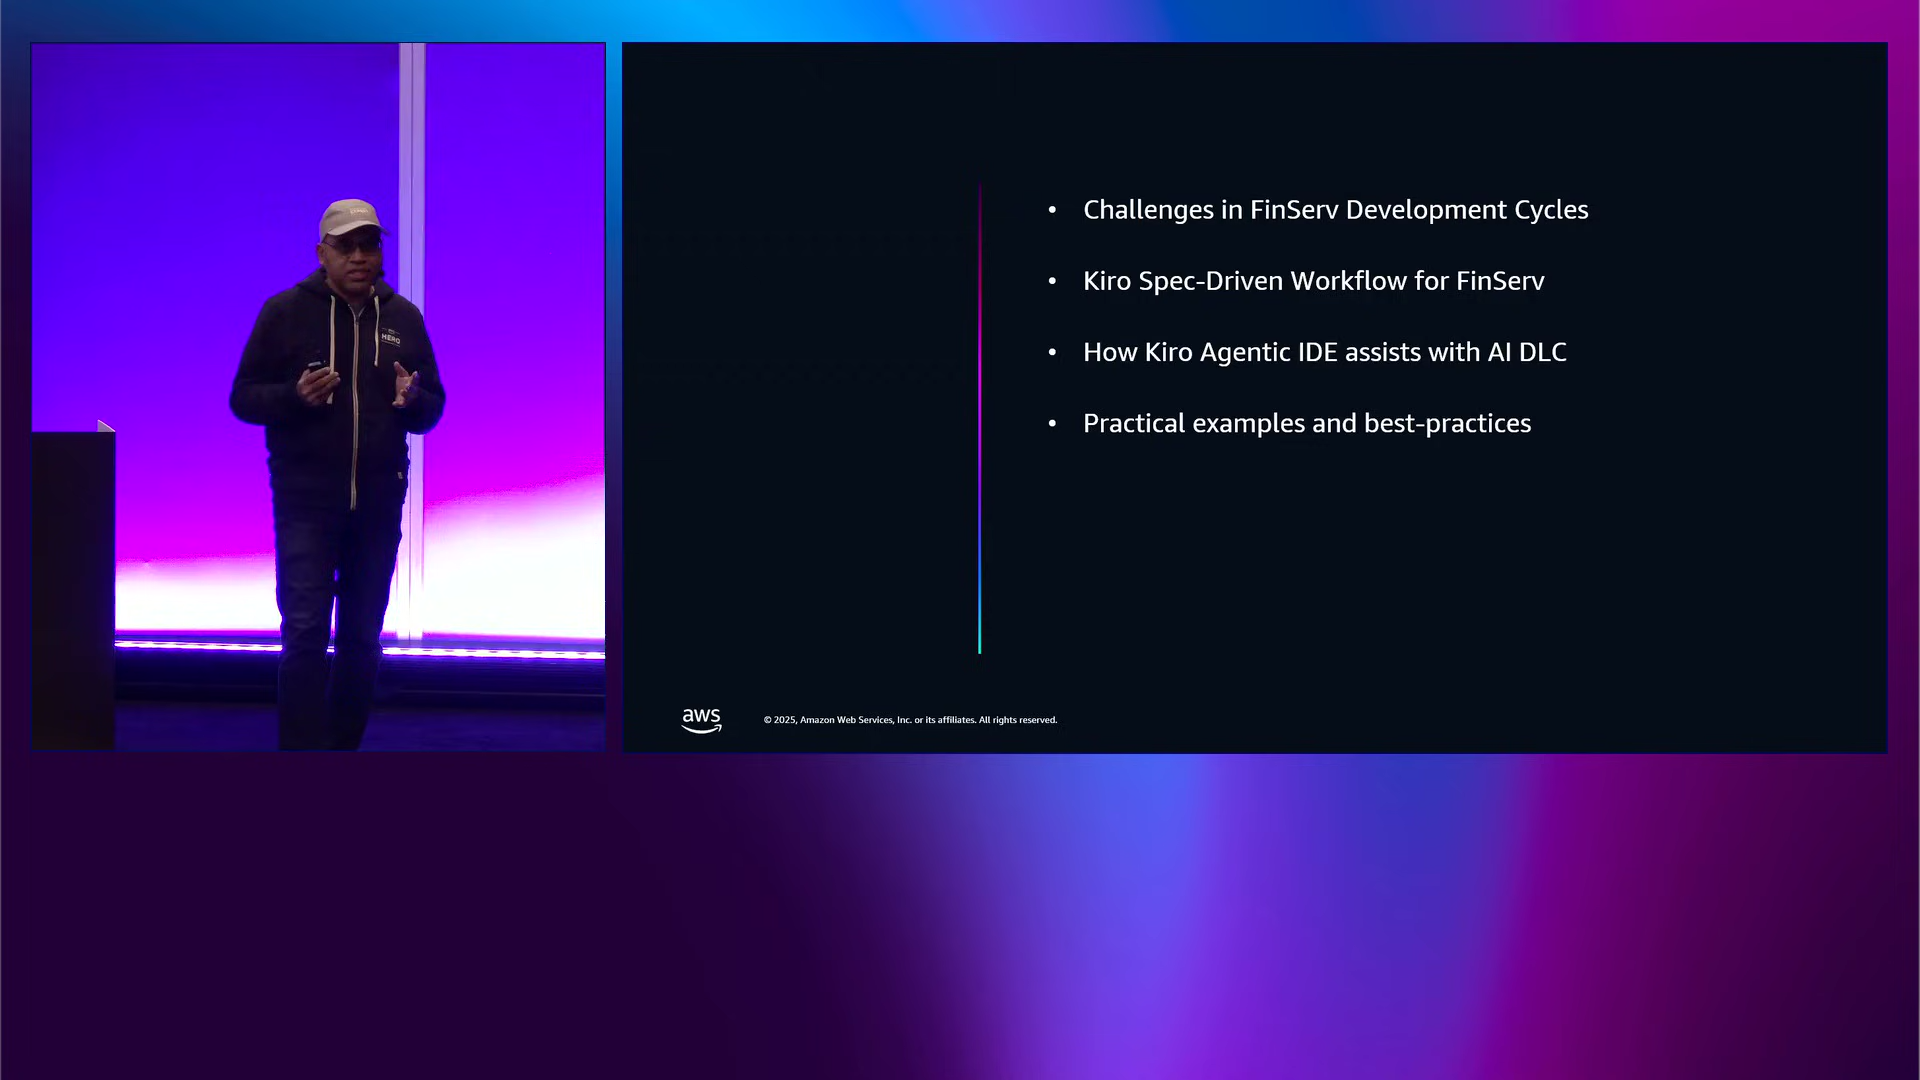 HERO
• Challenges in FinServ Development Cycles
• Kiro Spec-Driven Workflow for FinServ
• How Kiro Agentic IDE assists with AI DLC
• Practical examples and best-practices
aws
© 2025, Amazon Web Services, Inc. or its affiliates. All rights reserved.